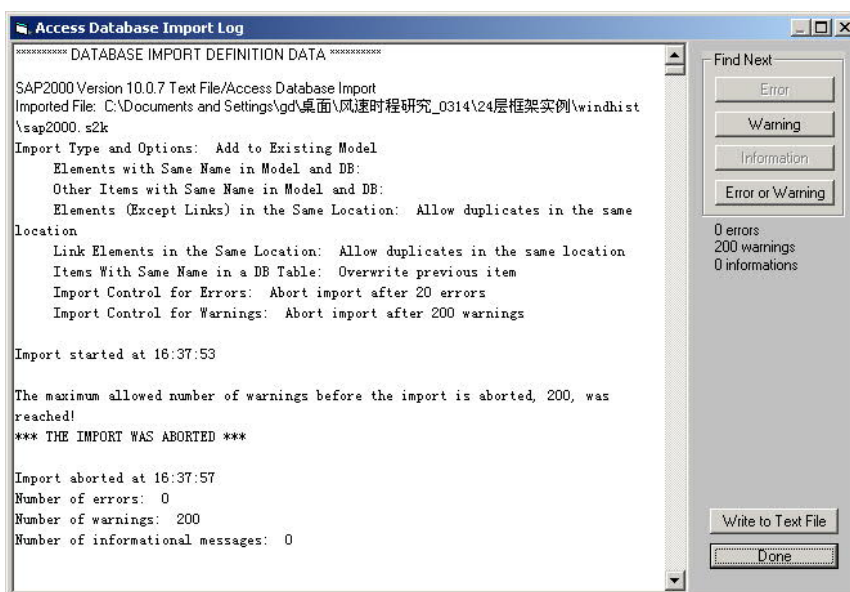 Access Database Import Log
********** DATABASE IMPORT DEFINITION DATA **********
SAP2000 Version 10.0.7 Text File/Access Database Import
Imported File:  C:\Documents and Settings\gd\桌面\风速时程研究_0314\24层框架实例\windhist
\sap2000.s2k
Import Type and Options:  Add to Existing Model
Elements with Same Name in Model and DB:
Other Items with Same Name in Model and DB:
Elements (Except Links) in the Same Location:  Allow duplicates in the same
location
Link Elements in the Same Location:  Allow duplicates in the same location
Items With Same Name in a DB Table:  Overwrite previous item
Import Control for Errors:  Abort import after 20 errors
Import Control for Warnings:  Abort import after 200 warnings
Import started at 16:37:53
The maximum allowed number of warnings before the import is aborted, 200, was
reached!
*** THE IMPORT WAS ABORTED ***
Import aborted at 16:37:57
Number of errors:  0
Number of warnings:  200
Number of informational messages:  0
Find Next
Error
Warning
Information
Error or Warning
0 errors
200 warnings
0 informations
Write to Text File
Done